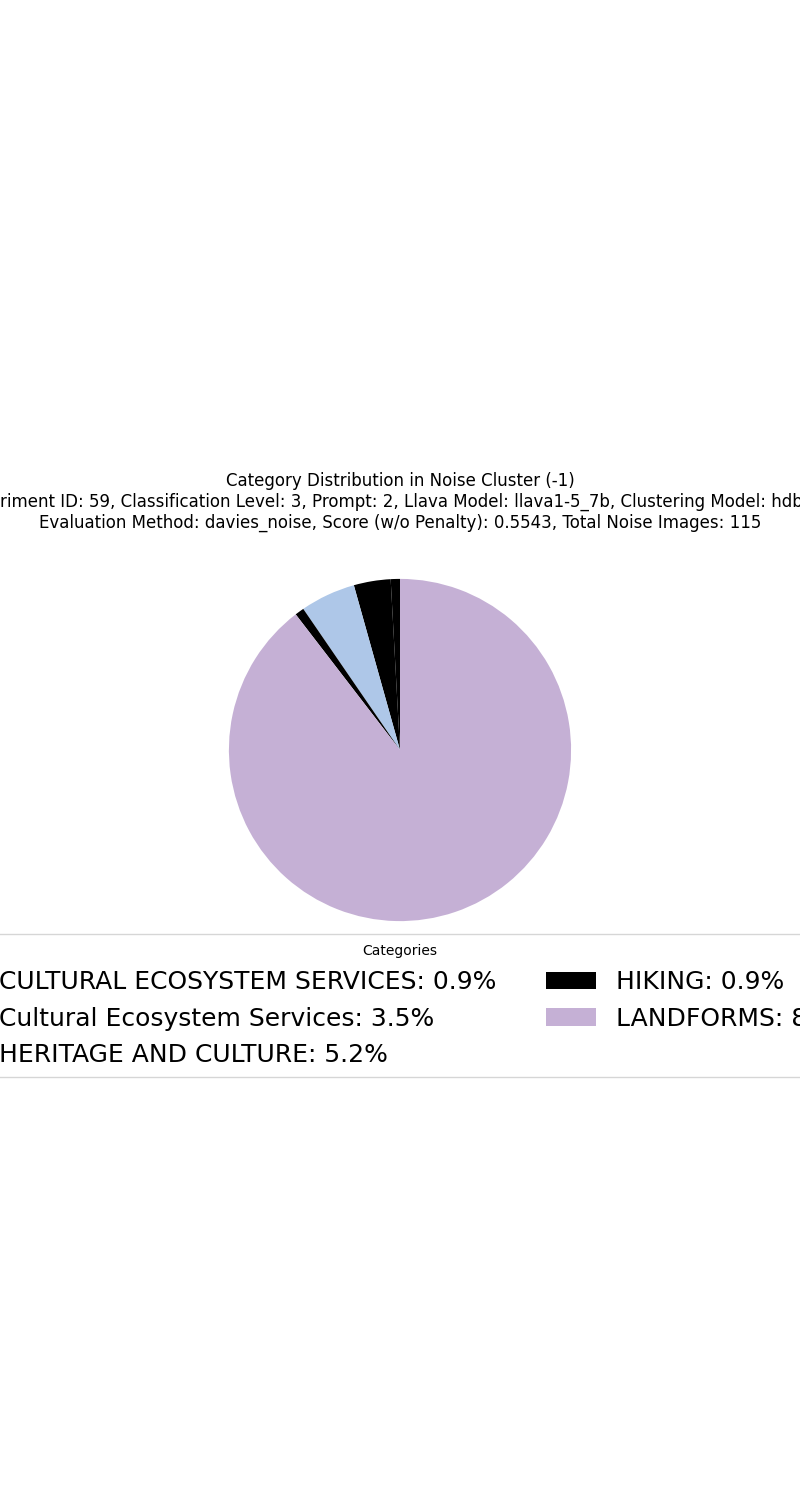 Category Distribution in Noise Cluster (-1)
riment ID: 59, Classification Level: 3, Prompt: 2, Llava Model: llava1-5_7b, Clustering Model: hdb
Evaluation Method: davies_noise, Score (w/o Penalty): 0.5543, Total Noise Images: 115
Categories
CULTURAL ECOSYSTEM SERVICES: 0.9%
Cultural Ecosystem Services: 3.5%
HERITAGE AND CULTURE: 5.2%
HIKING: 0.9%
LANDFORMS: 8